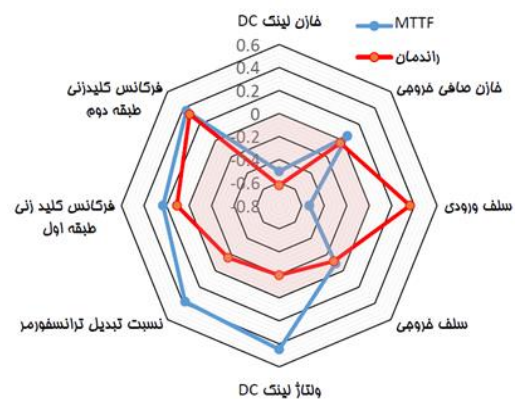 خازن لینک DC
MTTF
راندمان
خازن صافی خروجی
سلف ورودی
سلف خروجی
ولتاژ لینک DC
نسبت تبدیل ترانسفورمر
فرکانس کلید زنی
طبقه اول
فرکانس کلیدزنی
طبقه دوم
0.6
0.4
0.2
0
-0.2
-0.4
-0.6
-0.8